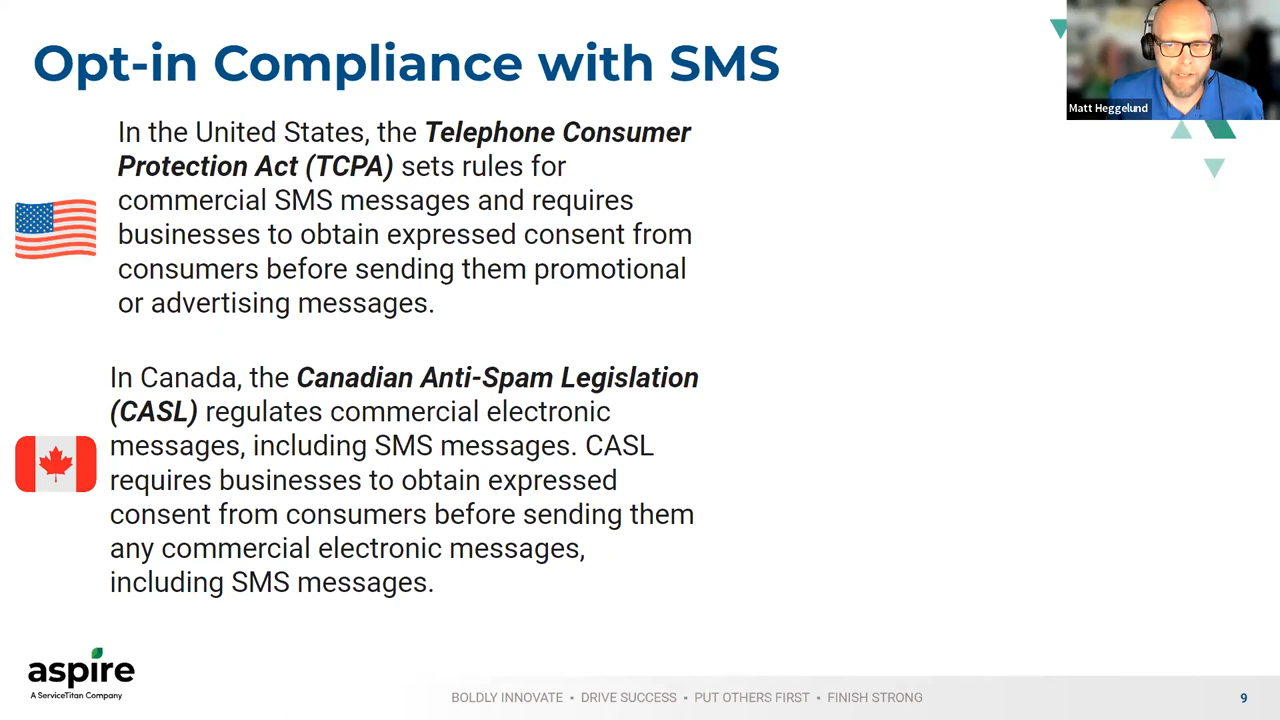 Opt-in Compliance with SMS
Matt Heggelund
In the United States, the Telephone Consumer
Protection Act (TCPA) sets rules for
commercial SMS messages and requires
businesses to obtain expressed consent from
consumers before sending them promotional
or advertising messages.
In Canada, the Canadian Anti-Spam Legislation
(CASL) regulates commercial electronic
messages, including SMS messages. CASL
requires businesses to obtain expressed
consent from consumers before sending them
any commercial electronic messages,
including SMS messages.
aspire
A ServiceTitan Company
BOLDLY INNOVATE • DRIVE SUCCESS • PUT OTHERS FIRST • FINISH STRONG
9